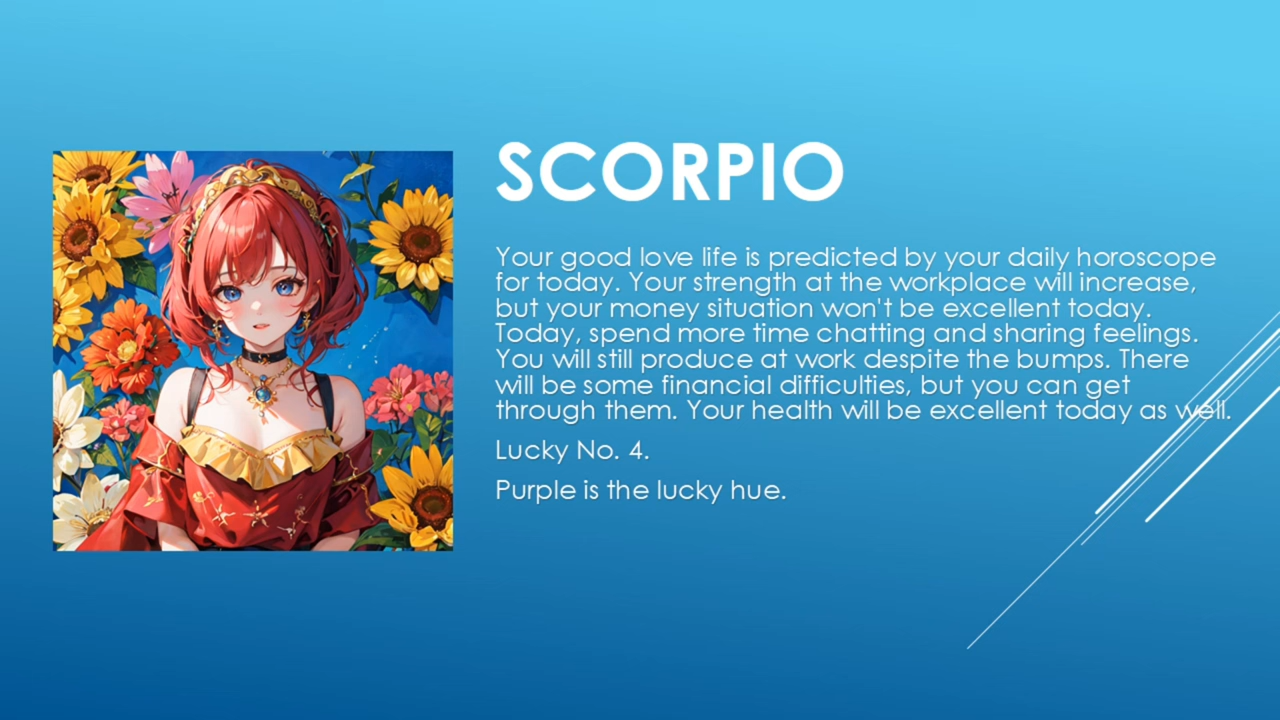 SCORPIO
Your good love life is predicted by your daily horoscope
for today. Your strength at the workplace will increase,
but your money situation won't be excellent today.
Today, spend more time chatting and sharing feelings.
You will still produce at work despite the bumps. There
will be some financial difficulties, but you can get
through them. Your health will be excellent today as well.
Lucky No. 4.
Purple is the lucky hue.